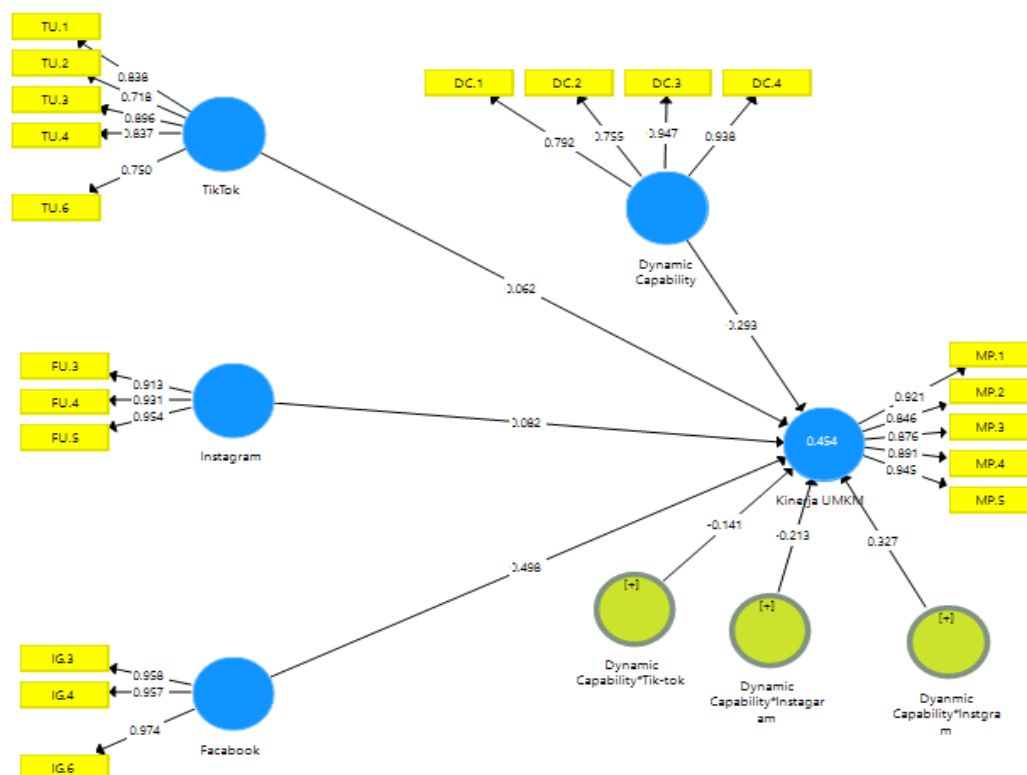 TU.1
TU.2
TU.3
TU.4
TU.6
0.838
0.718
0.896
0.837
0.750
TikTok
DC.1
DC.2
DC.3
DC.4
0.792
0.755
0.947
0.938
Dynamic
Capability
0.062
0.293
FU.3
FU.4
FU.5
0.913
0.931
0.954
Instagram
0.082
0.454
Kinerja UMKM
MP.1
MP.2
MP.3
MP.4
MP.5
0.921
0.846
0.876
0.891
0.945
-0.141
-0.213
0.327
0.498
IG.3
IG.4
IG.6
0.958
0.957
0.974
Facabook
[+]
Dynamic
Capability*Tik-tok
[+]
Dynamic
Capability*Instagar
am
[+]
Dyanmic
Capability*Instgra
m